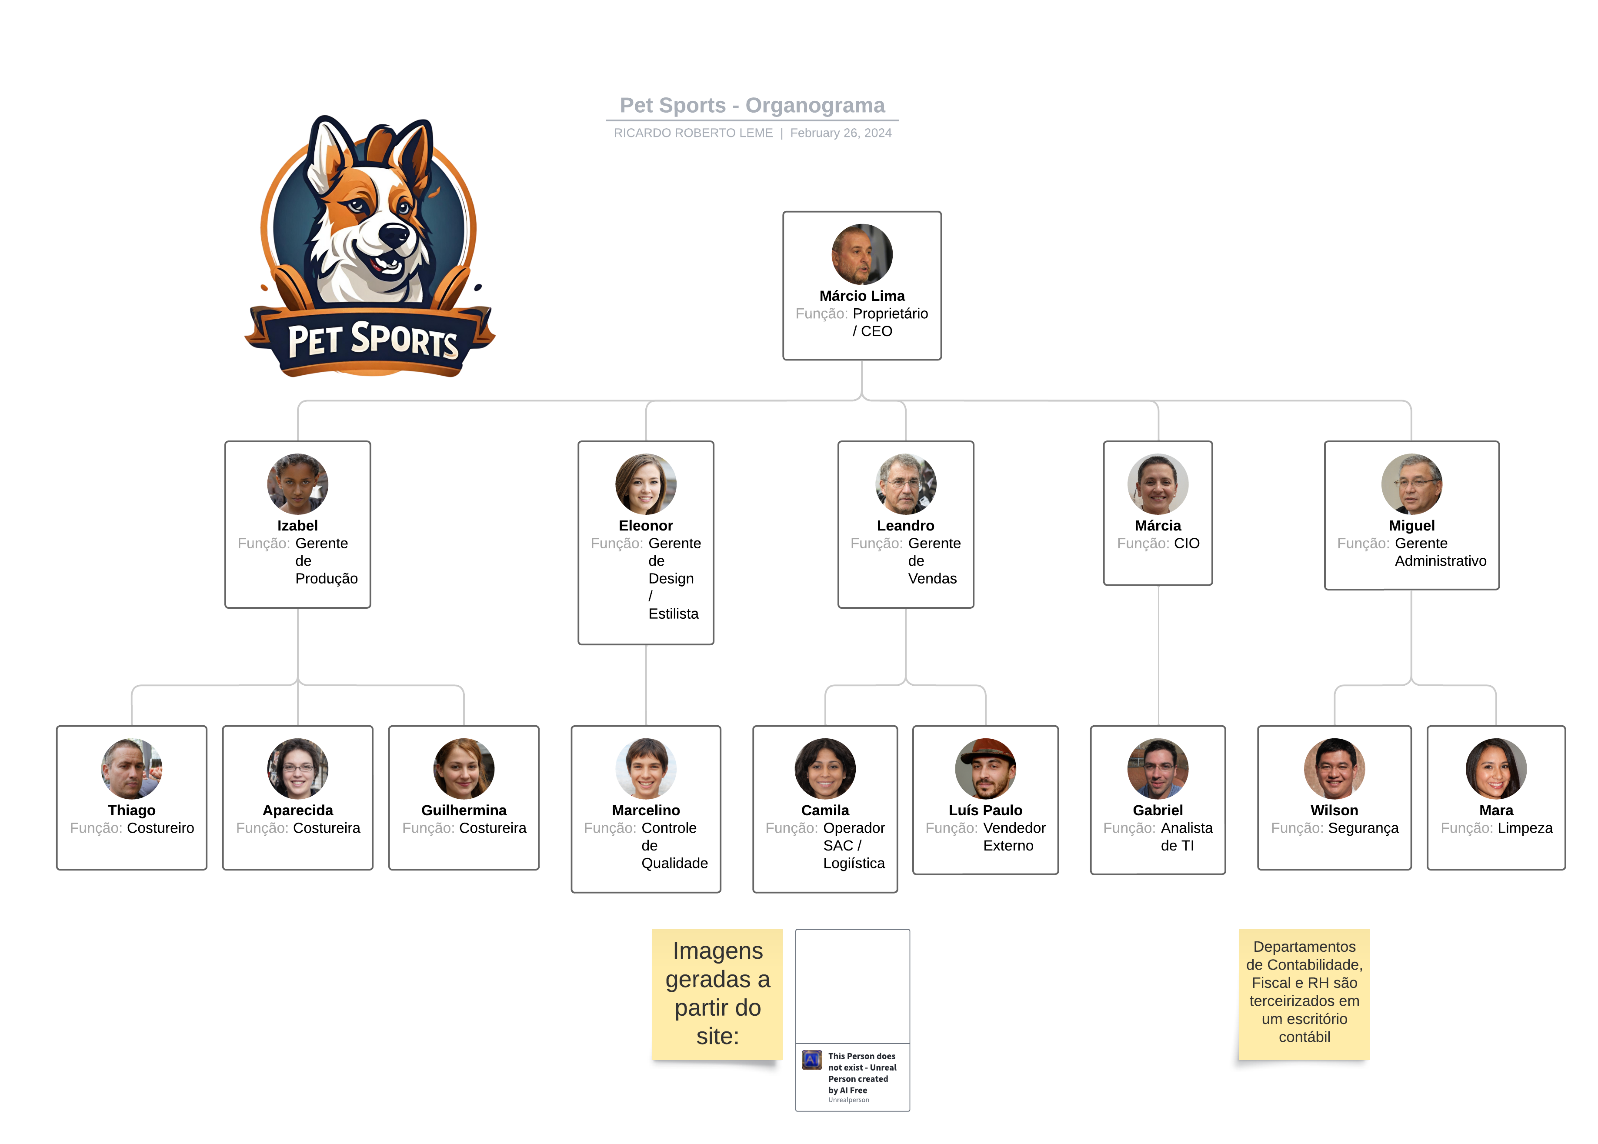 Pet Sports - Organograma
RICARDO ROBERTO LEME | February 26, 2024
PET SPORTS
Márcio Lima
Função: Proprietário
/ CEO
Izabel
Função: Gerente
de
Produção
Eleonor
Função: Gerente
de
Design
/
Estilista
Leandro
Função: Gerente
de
Vendas
Márcia
Função: CIO
Miguel
Função: Gerente
Administrativo
Thiago
Função: Costureiro
Aparecida
Função: Costureira
Guilhermina
Função: Costureira
Marcelino
Função: Controle
de
Qualidade
Camila
Função: Operador
SAC /
Logiística
Luís Paulo
Função: Vendedor
Externo
Gabriel
Função: Analista
de TI
Wilson
Função: Segurança
Mara
Função: Limpeza
Imagens
geradas a
partir do
site:
AI
This Person does
not exist - Unreal
Person created
by AI Free
Unrealperson
Departamentos
de Contabilidade,
Fiscal e RH são
terceirizados em
um escritório
contábil